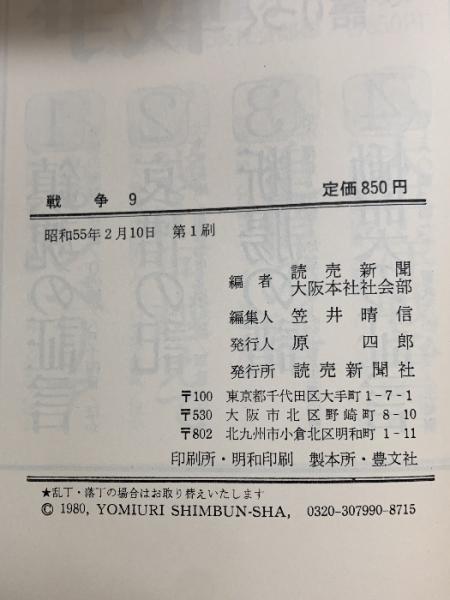 戦争 9 定価850円
昭和55年2月10日 第1刷
編者 読売新聞
大阪本社社会部
編集人 笠井晴信
発行人 原四郎
発行所 読売新聞社
〒100 東京都千代田区大手町1-7-1
〒530 大阪市北区野崎町8-10
〒802 北九州市小倉北区明和町1-11
印刷所・明和印刷 製本所・豊文社
★乱丁・落丁の場合はお取り替えいたします
© 1980, YOMIURI SHIMBUN-SHA, 0320-307990-8715